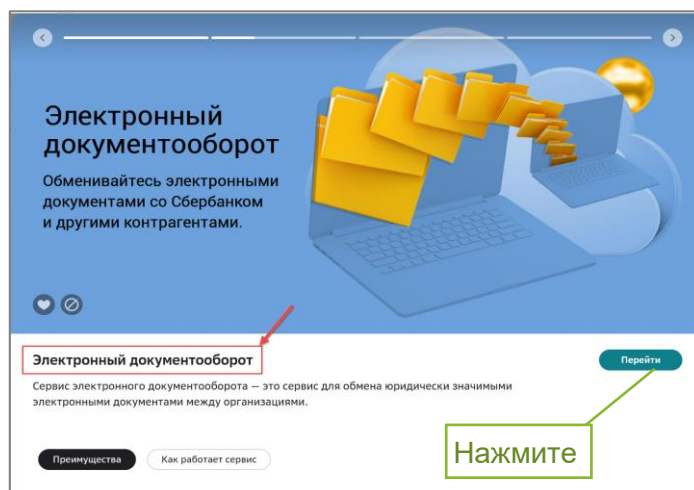 Электронный
документооборот
Обменивайтесь электронными
документами со Сбербанком
и другими контрагентами.
Электронный документооборот
Перейти
Сервис электронного документооборота — это сервис для обмена юридически значимыми
электронными документами между организациями.
Нажмите
Преимущества
Как работает сервис